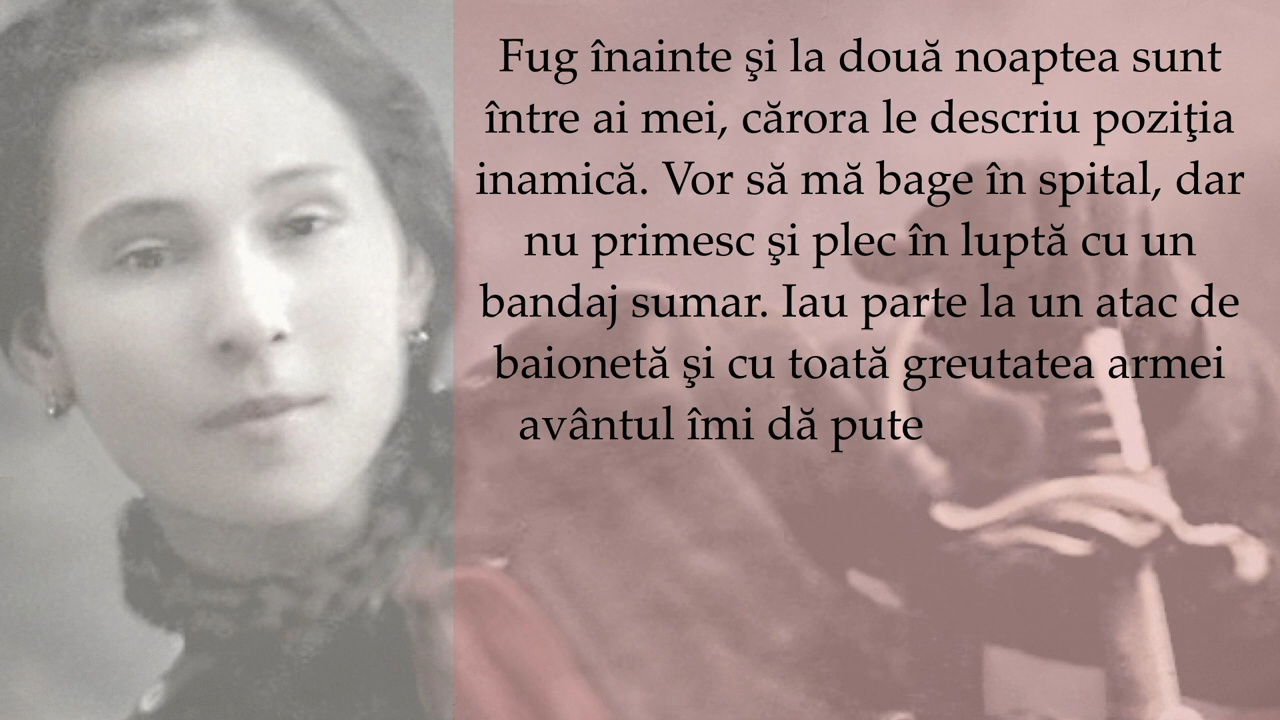 Fug înainte şi la două noaptea sunt
între ai mei, cărora le descriu poziţia
inamică. Vor să mă bage în spital, dar
nu primesc şi plec în luptă cu un
bandaj sumar. Iau parte la un atac de
baionetă şi cu toată greutatea armei
avântul îmi dă pute